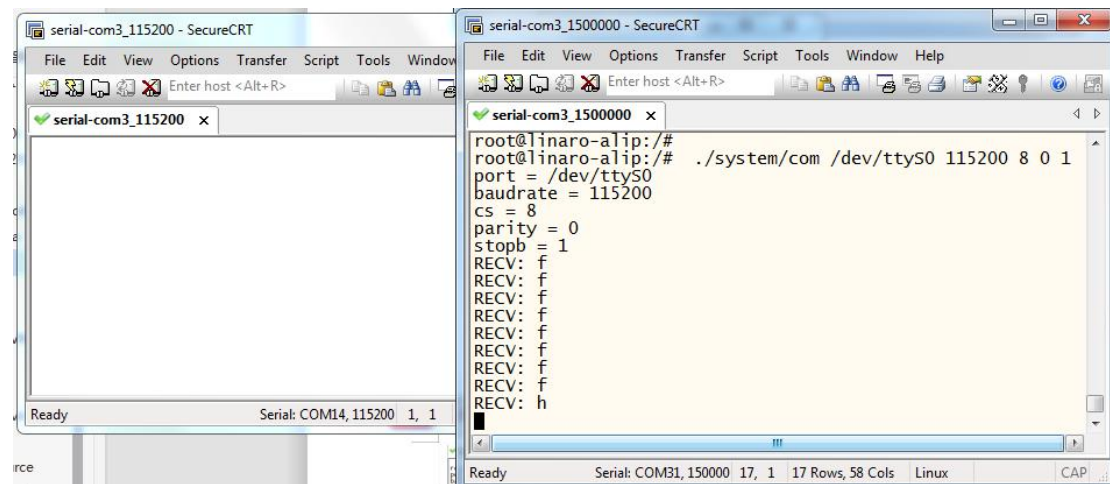 serial-com3_115200 - SecureCRT
File Edit View Options Transfer Script Tools Window
Enter host <Alt+R>
serial-com3_115200
Ready Serial: COM14, 115200 1, 1
serial-com3_1500000 - SecureCRT
File Edit View Options Transfer Script Tools Window Help
Enter host <Alt+R>
serial-com3_1500000
root@linaro-alip:/#
root@linaro-alip:/# ./system/com /dev/ttyS0 115200 8 0 1
port = /dev/ttyS0
baudrate = 115200
cs = 8
parity = 0
stopb = 1
RECV: f
RECV: f
RECV: f
RECV: f
RECV: f
RECV: f
RECV: f
RECV: h
Ready Serial: COM31, 150000 17, 1 17 Rows, 58 Cols Linux CAP